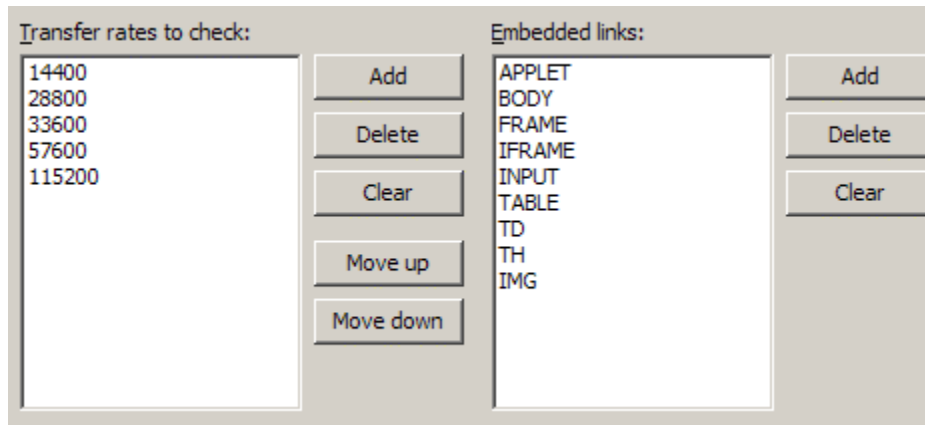 Transfer rates to check:
14400
28800
33600
57600
115200
Add
Delete
Clear
Move up
Move down
Embedded links:
APPLET
BODY
FRAME
IFRAME
INPUT
TABLE
TD
TH
IMG
Add
Delete
Clear